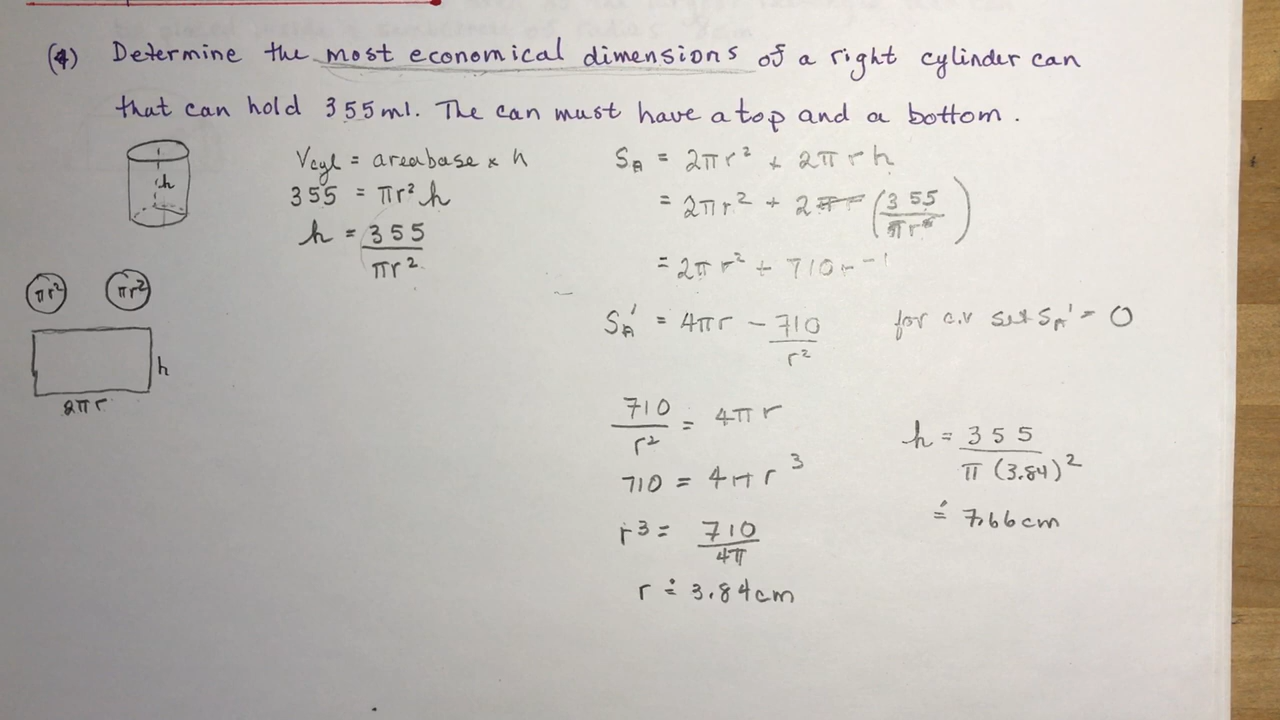 (4) Determine the most economical dimensions of a right cylinder can
that can hold 355ml. The can must have a top and a bottom.
h
Vcyl = areabase × h
355 = πr²h
h = 355/πr²
πr² πr²
h
2πr
SA = 2πr² + 2πrh
= 2πr² + 2πr (355/πr²)
= 2πr² + 710r⁻¹
SA' = 4πr − 710/r² for c.v set SA' = 0
710/r² = 4πr
710 = 4πr³
r³ = 710/4π
r ≐ 3.84cm
h = 355/π(3.84)²
≐ 7.66cm